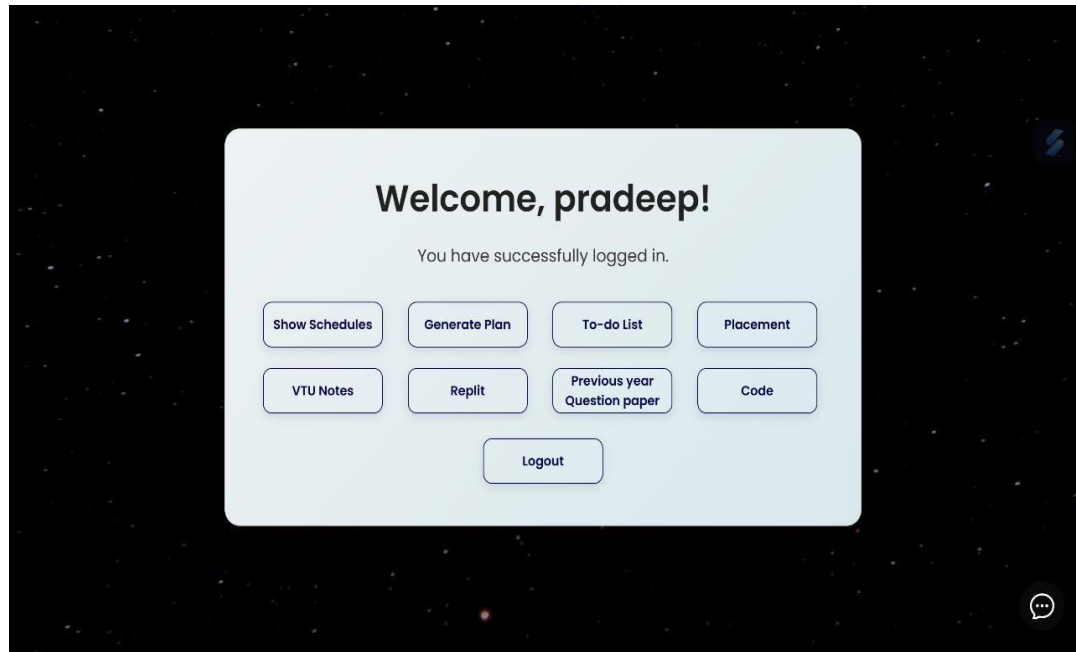 Welcome, pradeep!
You have successfully logged in.
Show Schedules
Generate Plan
To-do List
Placement
VTU Notes
Replit
Previous year
Question paper
Code
Logout